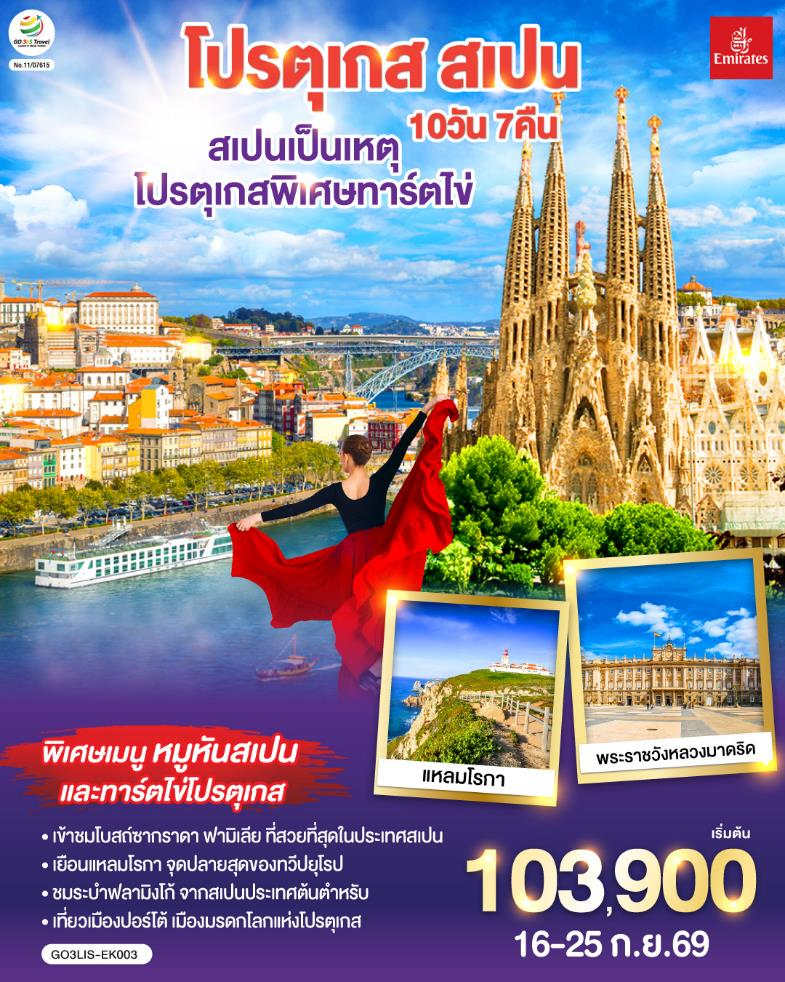 GO 365 Travel
No.11/07615
Emirates
โปรตุเกส สเปน
10วัน 7คืน
สเปนเป็นเหตุ
โปรตุเกสพิเศษทาร์ตไข่
แหลมโรกา
พระราชวังหลวงมาดริด
พิเศษเมนู หมูหันสเปน
และทาร์ตไข่โปรตุเกส
• เข้าชมโบสถ์ซากราดา ฟามิเลีย ที่สวยที่สุดในประเทศสเปน
• เยือนแหลมโรกา จุดปลายสุดของทวีปยุโรป
• ชมระบำฟลามิงโก้ จากสเปนประเทศต้นตำหรับ
• เที่ยวเมืองปอร์โต้ เมืองมรดกโลกแห่งโปรตุเกส
GO3LIS-EK003
เริ่มต้น
103,900
16-25 ก.ย.69